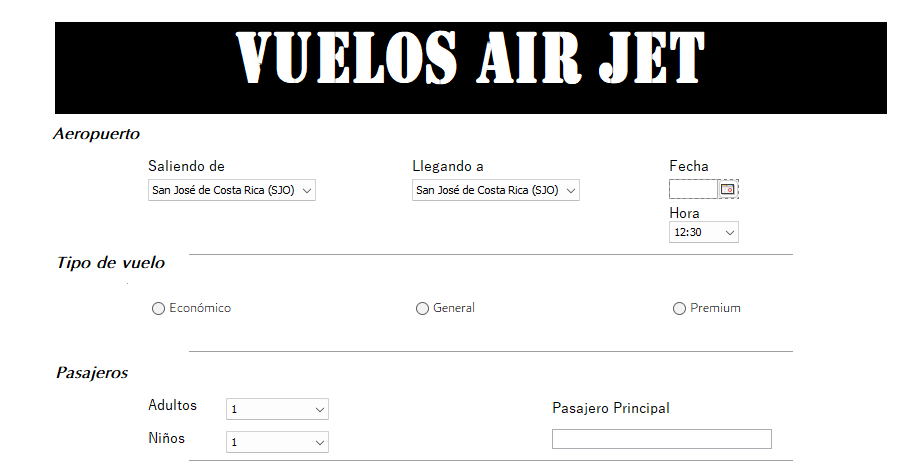 VUELOS AIR JET
Aeropuerto
Saliendo de Llegando a Fecha
San José de Costa Rica (SJO) San José de Costa Rica (SJO)
Hora
12:30
Tipo de vuelo
Económico General Premium
Pasajeros
Adultos 1 Pasajero Principal
Niños 1